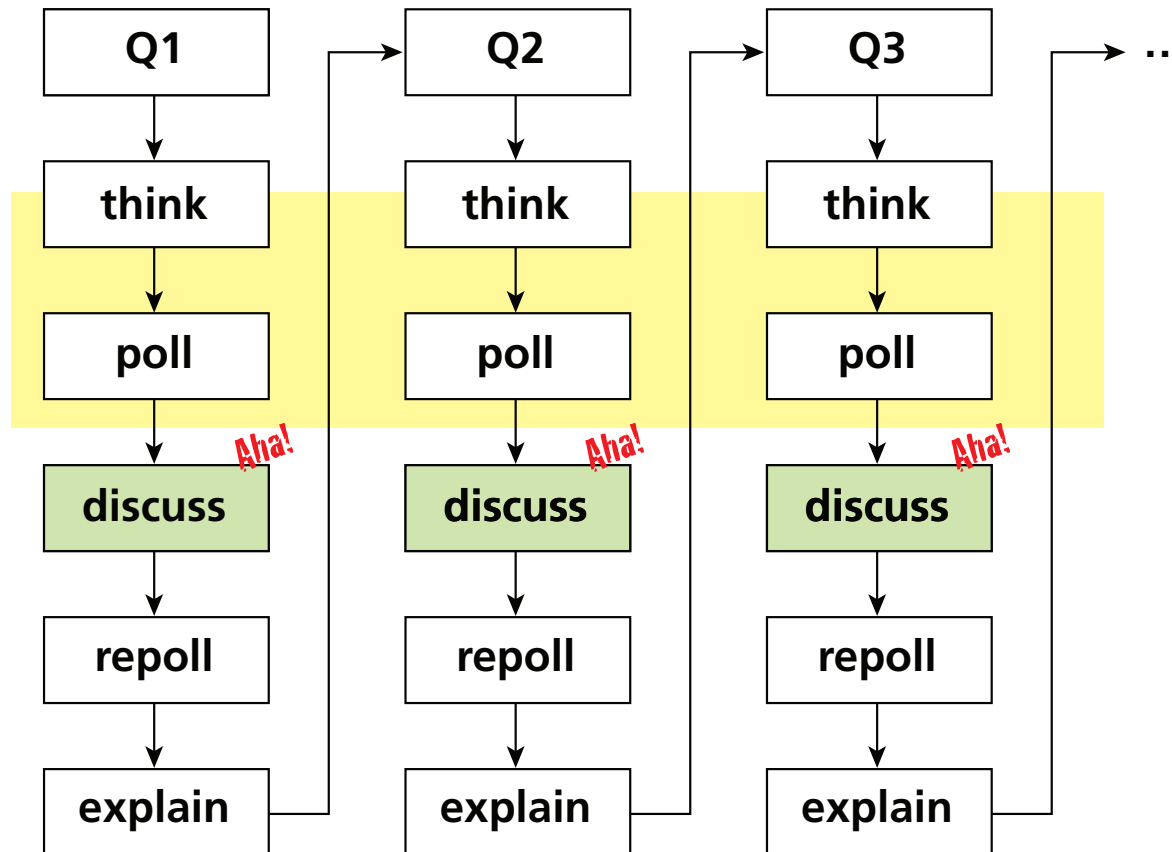 Q1
think
poll
Aha!
discuss
repoll
explain
Q2
think
poll
Aha!
discuss
repoll
explain
Q3
think
poll
Aha!
discuss
repoll
explain
..